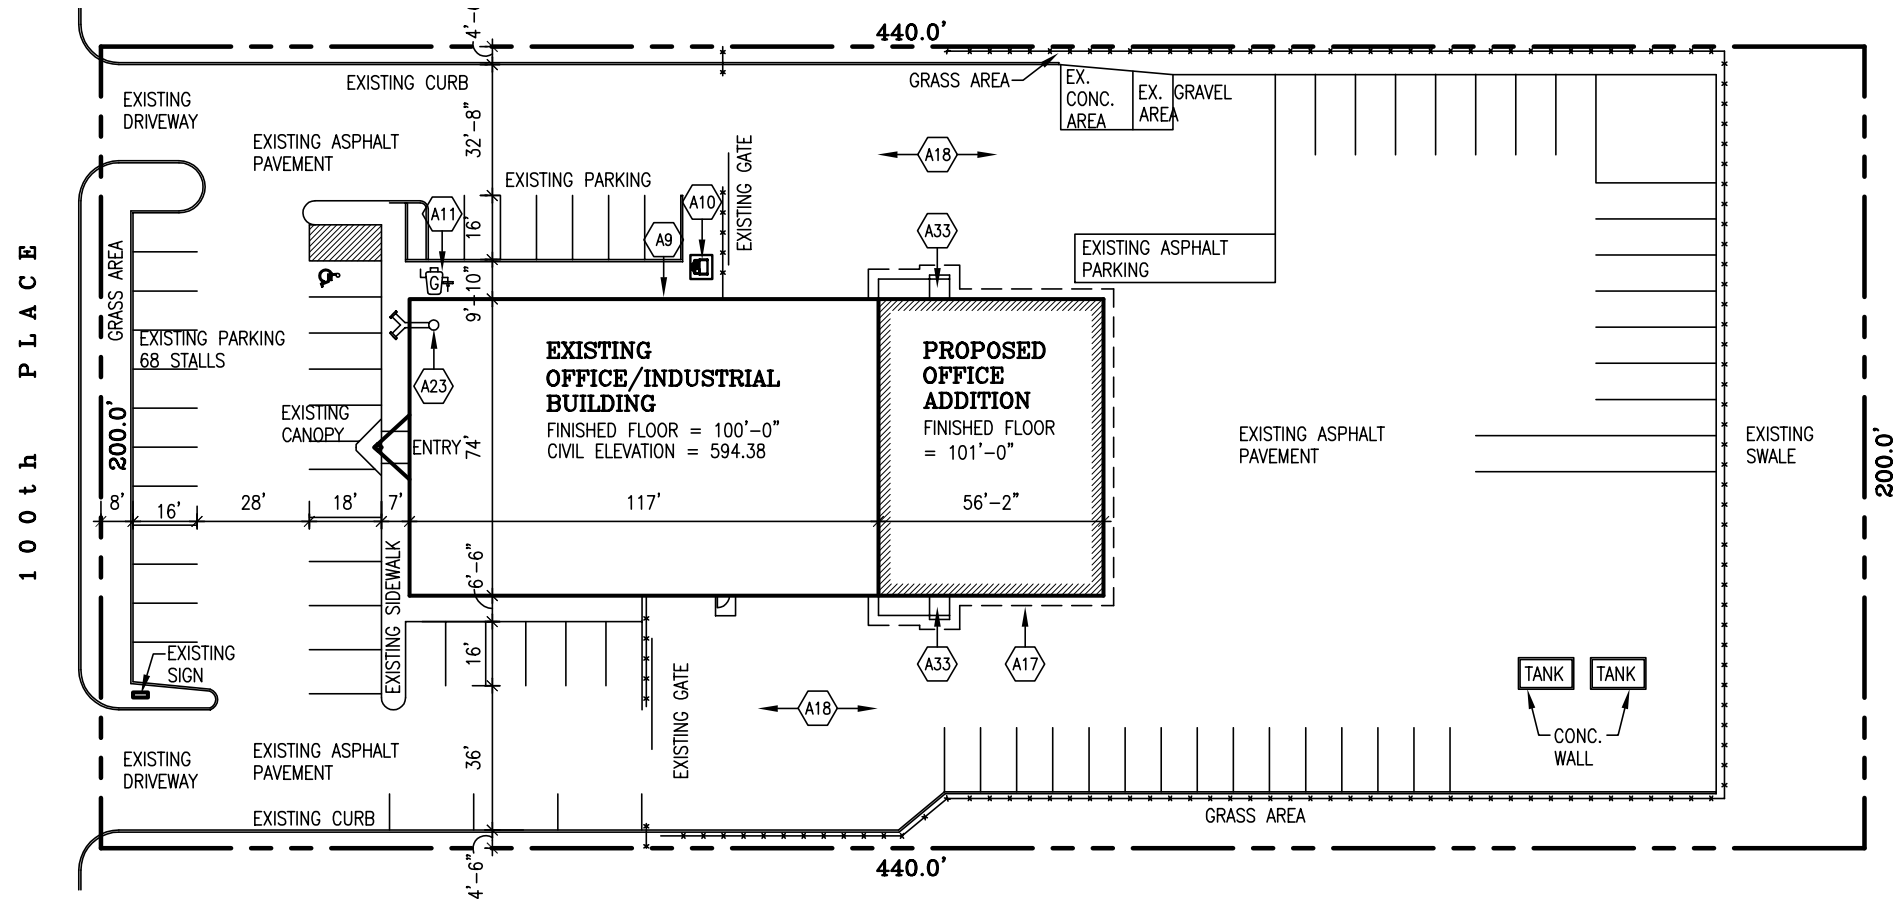 4'-0
440.0'
EXISTING CURB
GRASS AREA
EX.
CONC.
AREA
EX. GRAVEL
AREA
EXISTING
DRIVEWAY
EXISTING ASPHALT
PAVEMENT
32'-8"
A18
EXISTING GATE
EXISTING PARKING
A10
A11
16'
A9
A33
EXISTING ASPHALT
PARKING
GRASS AREA
G
9'-10"
100th PLACE
EXISTING PARKING
68 STALLS
A23
EXISTING
OFFICE/INDUSTRIAL
BUILDING
FINISHED FLOOR = 100'-0"
CIVIL ELEVATION = 594.38
PROPOSED
OFFICE
ADDITION
FINISHED FLOOR
= 101'-0"
EXISTING
CANOPY
ENTRY
74'
200.0'
EXISTING ASPHALT
PAVEMENT
EXISTING
SWALE
200.0'
8'
16'
28'
18'
7'
117'
56'-2"
6'-6"
EXISTING SIDEWALK
EXISTING
SIGN
16'
EXISTING GATE
A33
A17
A18
TANK
TANK
CONC.
WALL
EXISTING
DRIVEWAY
EXISTING ASPHALT
PAVEMENT
36'
EXISTING CURB
GRASS AREA
440.0'
4'-6"